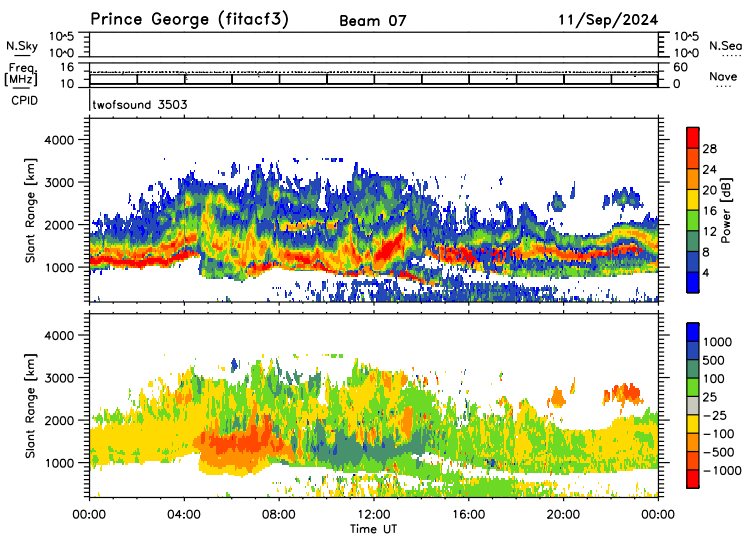 Prince George (fitacf3) Beam 07 11/Sep/2024
10^5 10^5
N.Sky N.Sea
10^0 10^0
Freq 16 60
[MHz] Nave
10 0
CPID
twofsound 3503
4000
3000
2000
1000
Slant Range [km]
28
24
20
16
12
8
4
Power [dB]
4000
3000
2000
1000
Slant Range [km]
1000
500
100
25
-25
-100
-500
-1000
00:00 04:00 08:00 12:00 16:00 20:00 00:00
Time UT